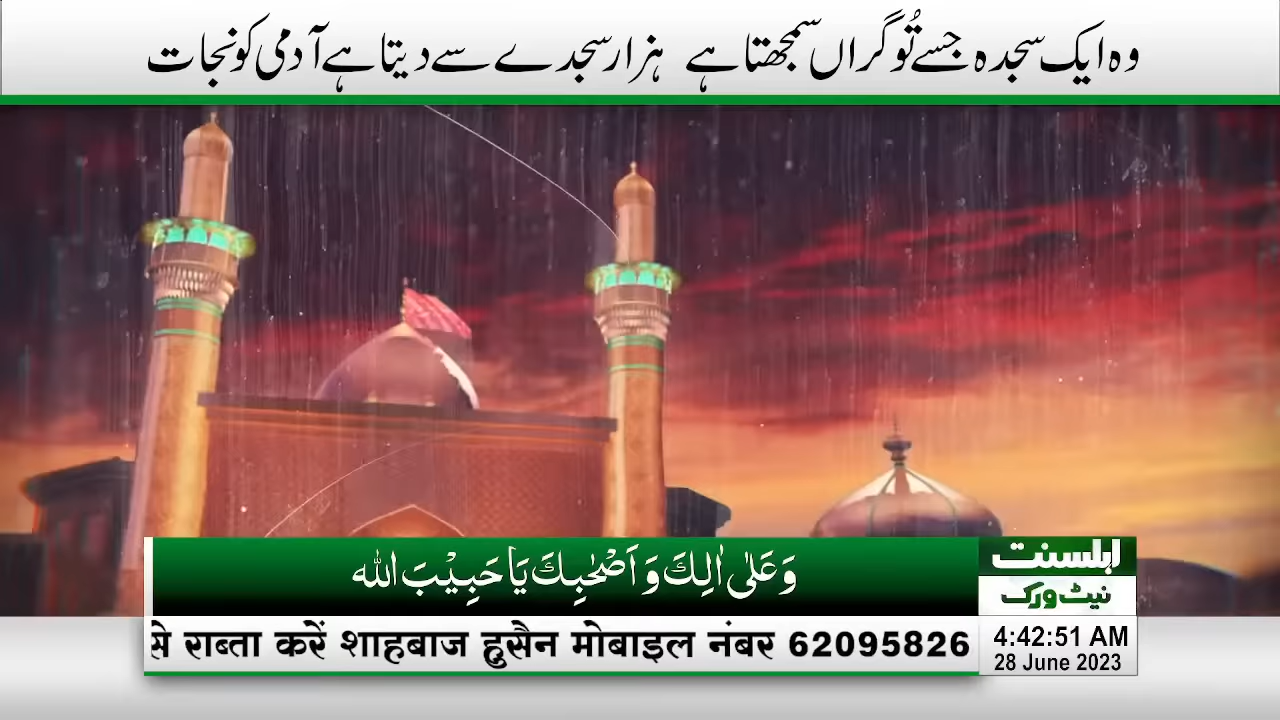 وہ ایک سجدہ جسے تُو گراں سمجھتا ہے ہزار سجدے سے دیتا ہے آدمی کو نجات
وَ عَلٰی اٰلِكَ وَ اَصْحٰبِكَ یَا حَبِیْبَ اللّٰه
اہلسنت
نیٹ ورک
से राब्ता करें शाहबाज हुसैन मोबाइल नंबर 62095826
4:42:51 AM
28 June 2023